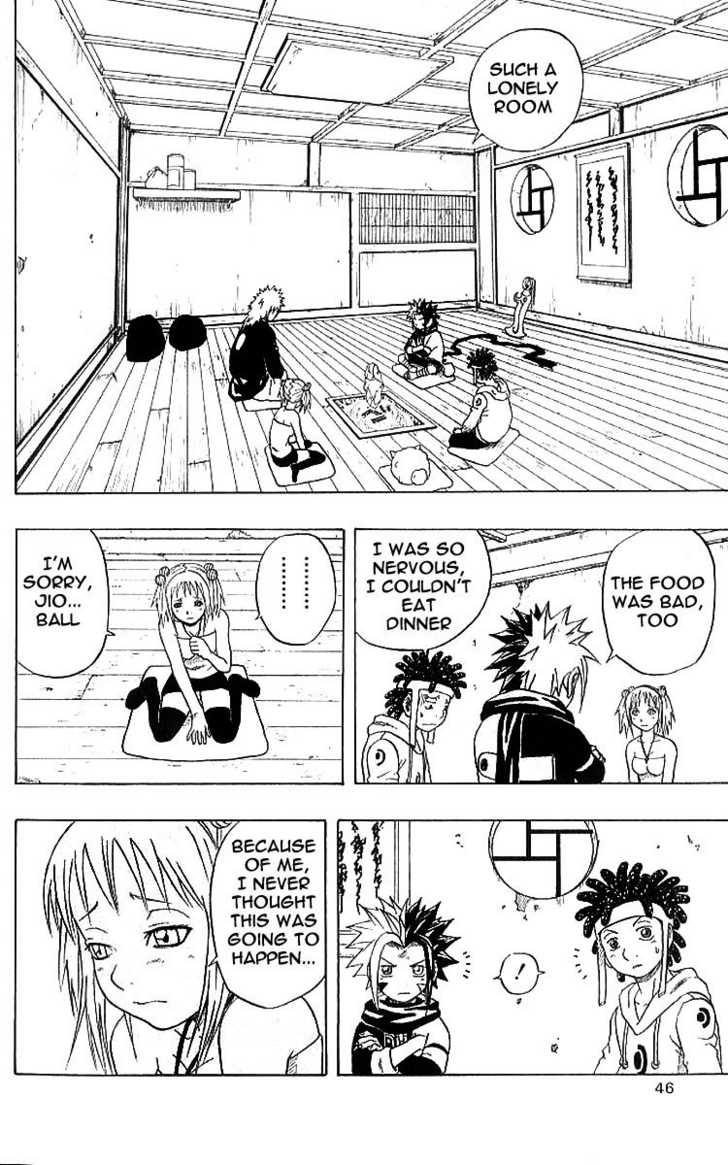 SUCH A
LONELY
ROOM
THE FOOD
WAS BAD,
TOO
I WAS SO
NERVOUS,
I COULDN'T
EAT
DINNER
............
I'M
SORRY,
JIO...
BALL
!
BECAUSE
OF ME,
I NEVER
THOUGHT
THIS WAS
GOING TO
HAPPEN...
46